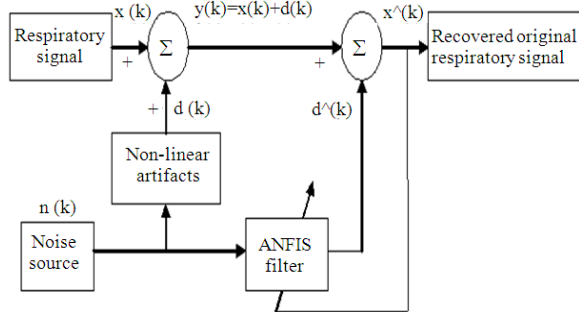 Respiratory
signal
x (k)
+
Σ
y(k)=x(k)+d(k)
+
Σ
x^(k)
Recovered original
respiratory signal
+ d (k)
d^(k)
Non-linear
artifacts
n (k)
Noise
source
ANFIS
filter